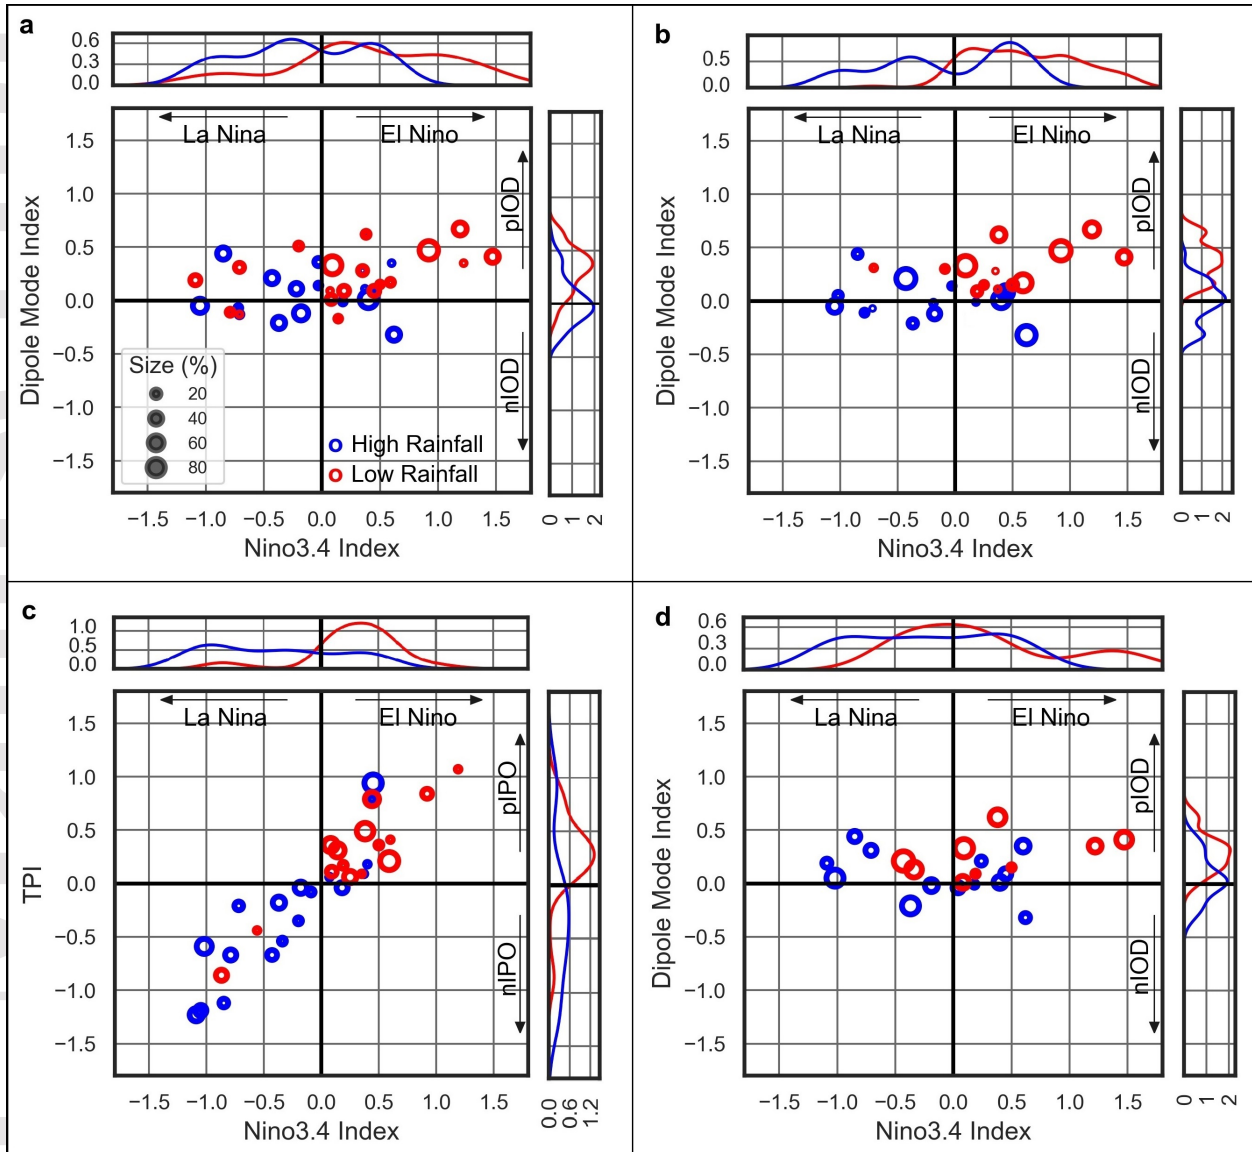 a
0.6
0.3
0.0
La Nina
El Nino
1.5
1.0
0.5
0.0
−0.5
−1.0
−1.5
Dipole Mode Index
pIOD
nIOD
Size (%)
20
40
60
80
High Rainfall
Low Rainfall
−1.5 −1.0 −0.5 0.0 0.5 1.0 1.5
Nino3.4 Index
0 1 2
b
0.5
0.0
La Nina
El Nino
1.5
1.0
0.5
0.0
−0.5
−1.0
−1.5
Dipole Mode Index
pIOD
nIOD
−1.5 −1.0 −0.5 0.0 0.5 1.0 1.5
Nino3.4 Index
0 1 2
c
1.0
0.5
0.0
La Nina
El Nino
1.5
1.0
0.5
0.0
−0.5
−1.0
−1.5
TPI
pIPO
nIPO
−1.5 −1.0 −0.5 0.0 0.5 1.0 1.5
Nino3.4 Index
0.0 0.6 1.2
d
0.6
0.3
0.0
La Nina
El Nino
1.5
1.0
0.5
0.0
−0.5
−1.0
−1.5
Dipole Mode Index
pIOD
nIOD
−1.5 −1.0 −0.5 0.0 0.5 1.0 1.5
Nino3.4 Index
0 1 2